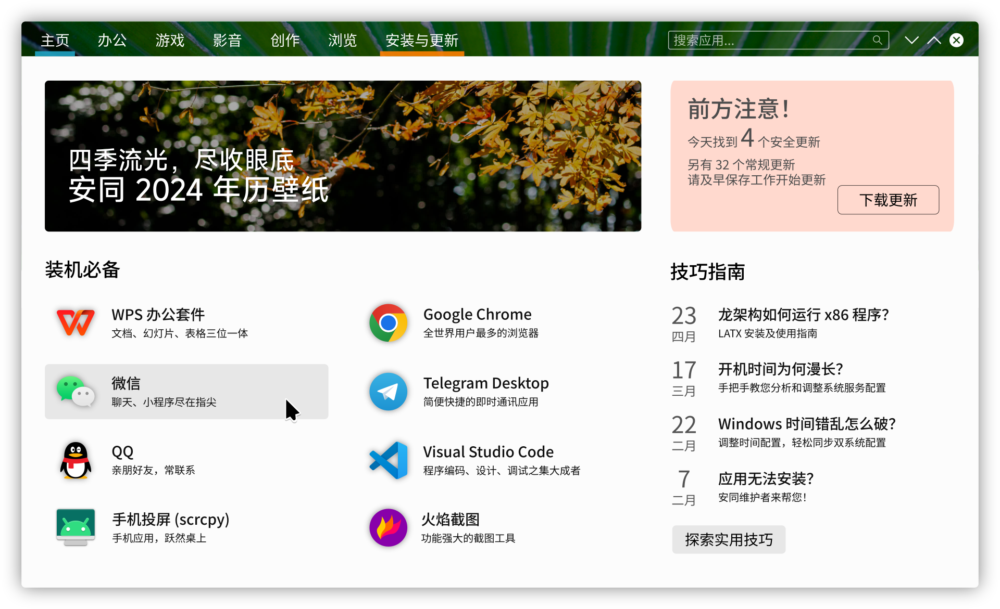 主页 办公 游戏 影音 创作 浏览 安装与更新 搜索应用...
四季流光，尽收眼底
安同 2024 年历壁纸
前方注意！
今天找到 4 个安全更新
另有 32 个常规更新
请及早保存工作开始更新
下载更新
装机必备
WPS 办公套件
文档、幻灯片、表格三位一体
Google Chrome
全世界用户最多的浏览器
微信
聊天、小程序尽在指尖
Telegram Desktop
简便快捷的即时通讯应用
QQ
亲朋好友，常联系
Visual Studio Code
程序编码、设计、调试之集大成者
手机投屏 (scrcpy)
手机应用，跃然桌上
火焰截图
功能强大的截图工具
技巧指南
23
四月
龙架构如何运行 x86 程序？
LATX 安装及使用指南
17
三月
开机时间为何漫长？
手把手教您分析和调整系统服务配置
22
二月
Windows 时间错乱怎么破？
调整时间配置，轻松同步双系统配置
7
二月
应用无法安装？
安同维护者来帮您！
探索实用技巧